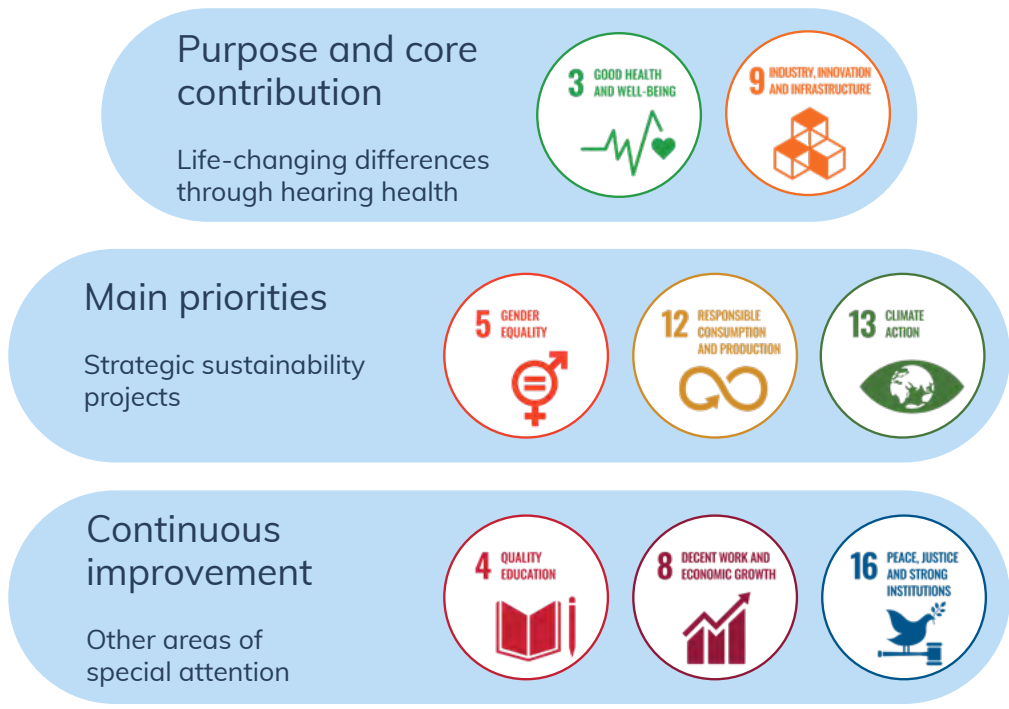 Purpose and core
contribution
Life-changing differences
through hearing health
3 GOOD HEALTH
AND WELL-BEING
9 INDUSTRY, INNOVATION
AND INFRASTRUCTURE
Main priorities
Strategic sustainability
projects
5 GENDER
EQUALITY
12 RESPONSIBLE
CONSUMPTION
AND PRODUCTION
13 CLIMATE
ACTION
Continuous
improvement
Other areas of
special attention
4 QUALITY
EDUCATION
8 DECENT WORK AND
ECONOMIC GROWTH
16 PEACE, JUSTICE
AND STRONG
INSTITUTIONS